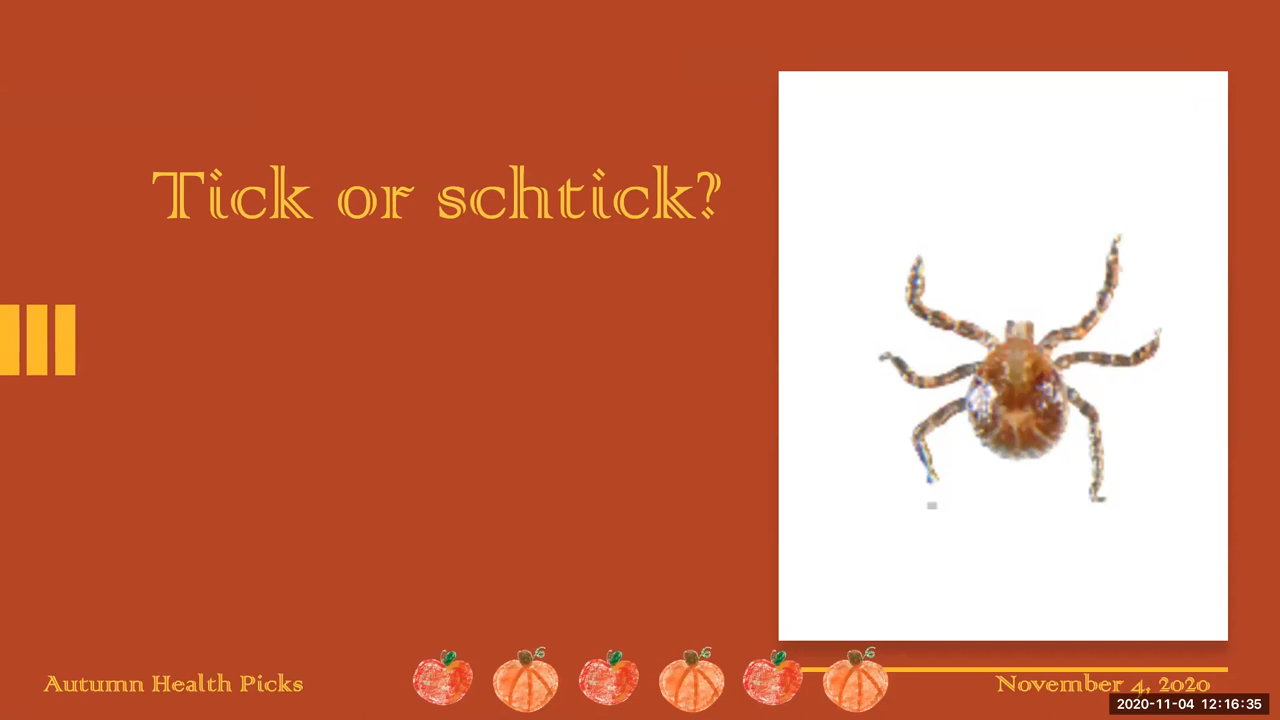 Tick or schtick?
Autumn Health Picks
November 4, 2020
2020-11-04 12:16:35